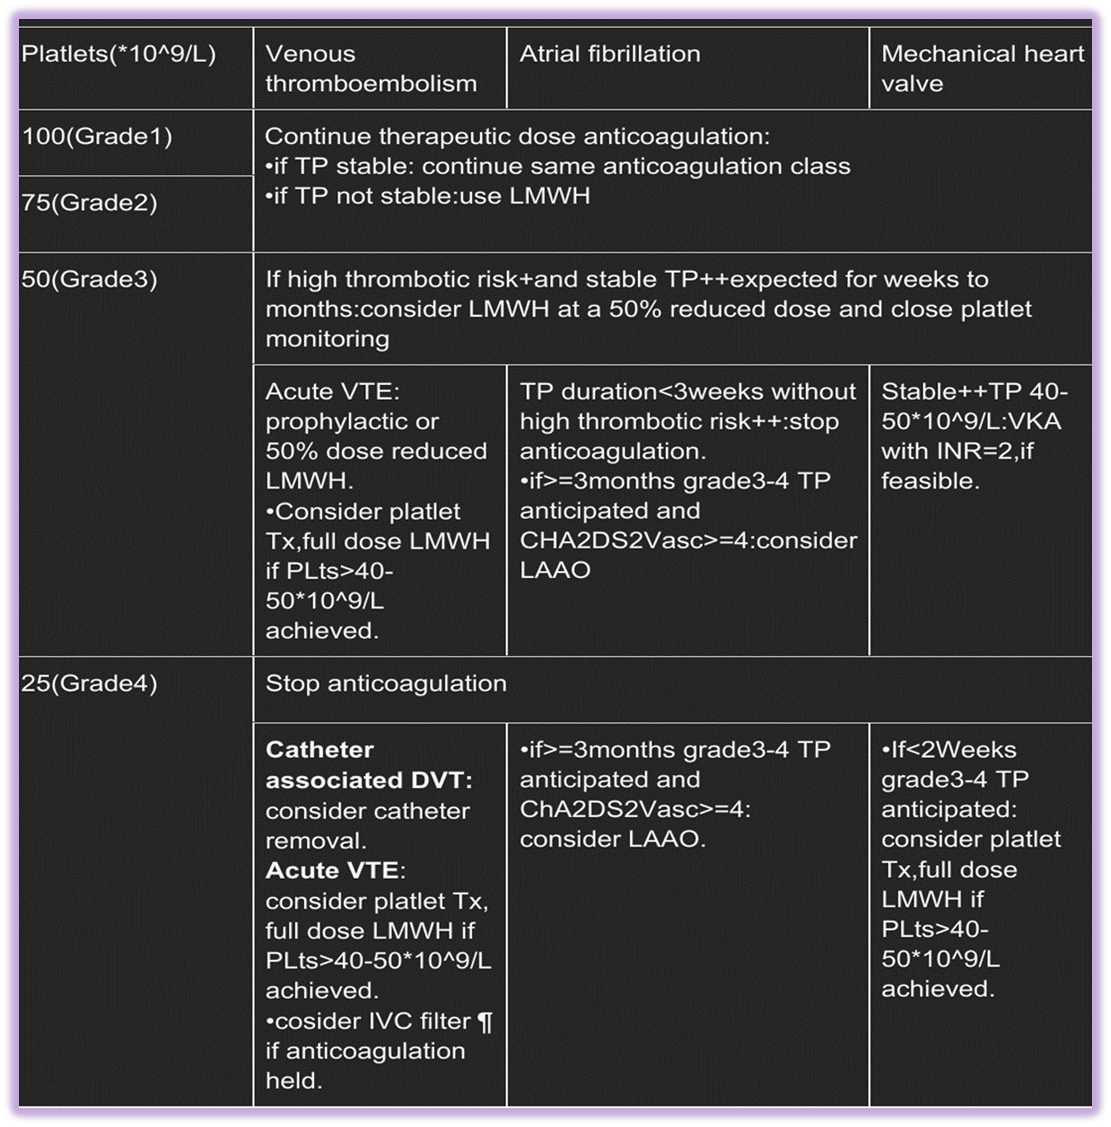 Platlets(*10^9/L)
Venous
thromboembolism
Atrial fibrillation
Mechanical heart
valve
100(Grade1)
75(Grade2)
Continue therapeutic dose anticoagulation:
•if TP stable: continue same anticoagulation class
•if TP not stable:use LMWH
50(Grade3)
If high thrombotic risk+and stable TP++expected for weeks to
months:consider LMWH at a 50% reduced dose and close platlet
monitoring
Acute VTE:
prophylactic or
50% dose reduced
LMWH.
•Consider platlet
Tx,full dose LMWH
if PLts>40-
50*10^9/L
achieved.
TP duration<3weeks without
high thrombotic risk++:stop
anticoagulation.
•if>=3months grade3-4 TP
anticipated and
CHA2DS2Vasc>=4:consider
LAAO
Stable++TP 40-
50*10^9/L:VKA
with INR=2,if
feasible.
25(Grade4)
Stop anticoagulation
Catheter
associated DVT:
consider catheter
removal.
Acute VTE:
consider platlet Tx,
full dose LMWH if
PLts>40-50*10^9/L
achieved.
•cosider IVC filter ¶
if anticoagulation
held.
•if>=3months grade3-4 TP
anticipated and
ChA2DS2Vasc>=4:
consider LAAO.
•If<2Weeks
grade3-4 TP
anticipated:
consider platlet
Tx,full dose
LMWH if
PLts>40-
50*10^9/L
achieved.